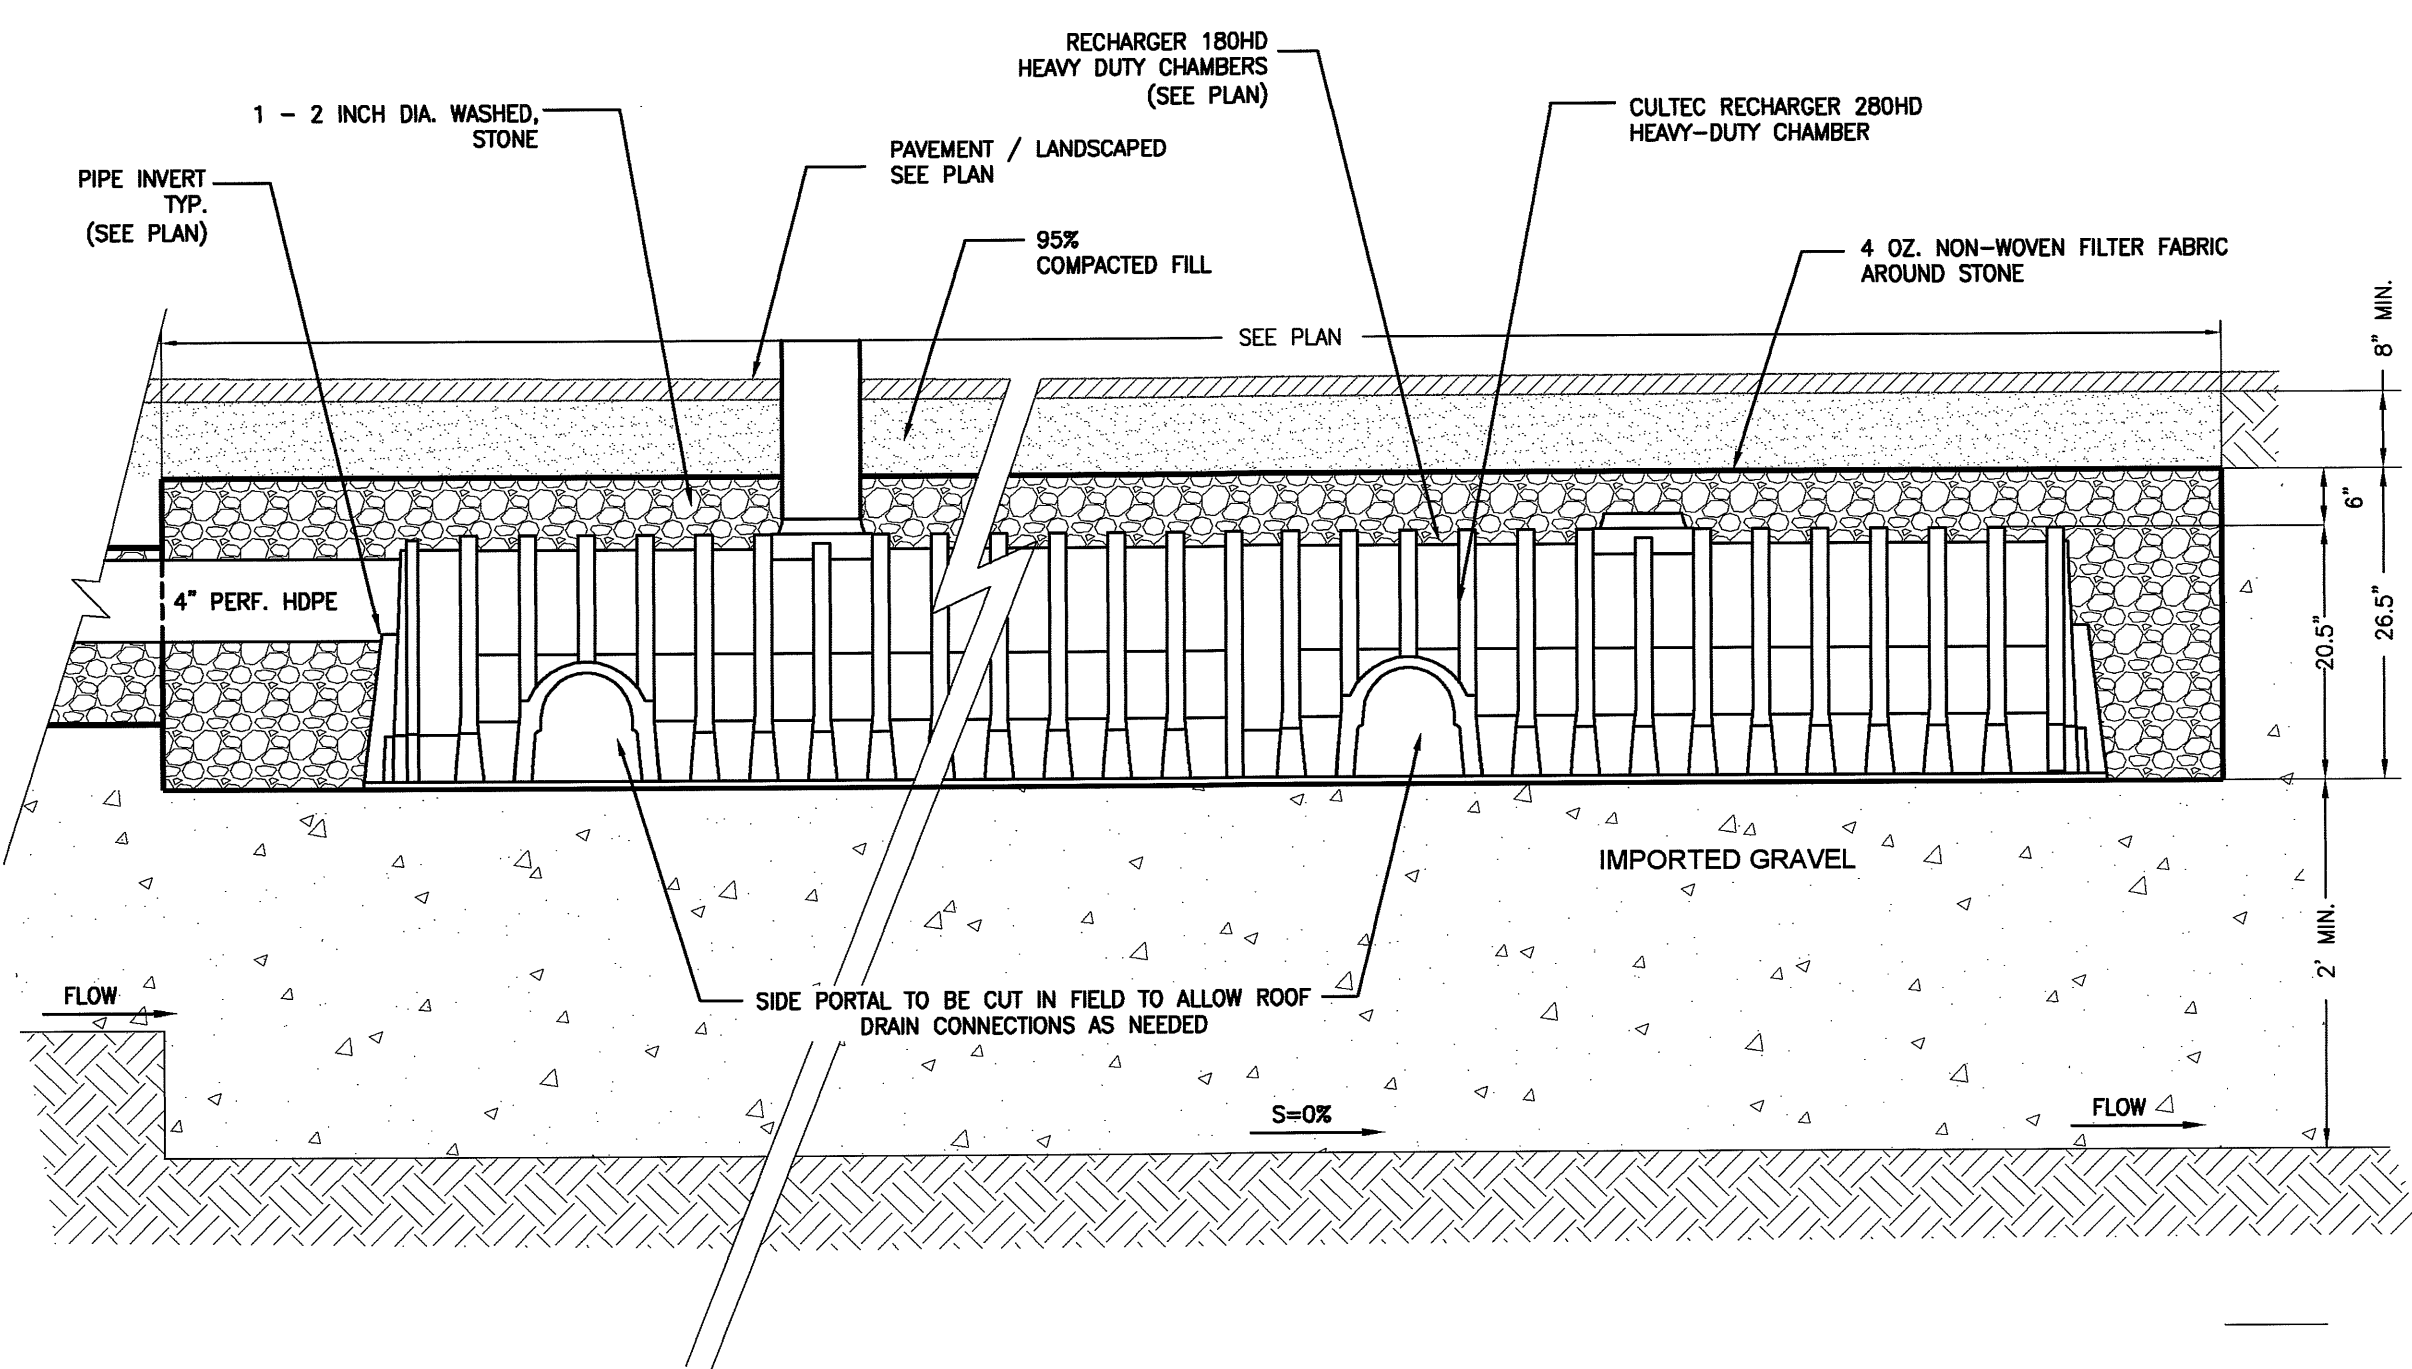 RECHARGER 180HD
HEAVY DUTY CHAMBERS
(SEE PLAN)
1 - 2 INCH DIA. WASHED,
STONE
CULTEC RECHARGER 280HD
HEAVY-DUTY CHAMBER
PAVEMENT / LANDSCAPED
SEE PLAN
PIPE INVERT
TYP.
(SEE PLAN)
95%
COMPACTED FILL
4 OZ. NON-WOVEN FILTER FABRIC
AROUND STONE
SEE PLAN
8" MIN.
6"
4" PERF. HDPE
20.5"
26.5"
IMPORTED GRAVEL
2' MIN.
FLOW
SIDE PORTAL TO BE CUT IN FIELD TO ALLOW ROOF
DRAIN CONNECTIONS AS NEEDED
S=0%
FLOW